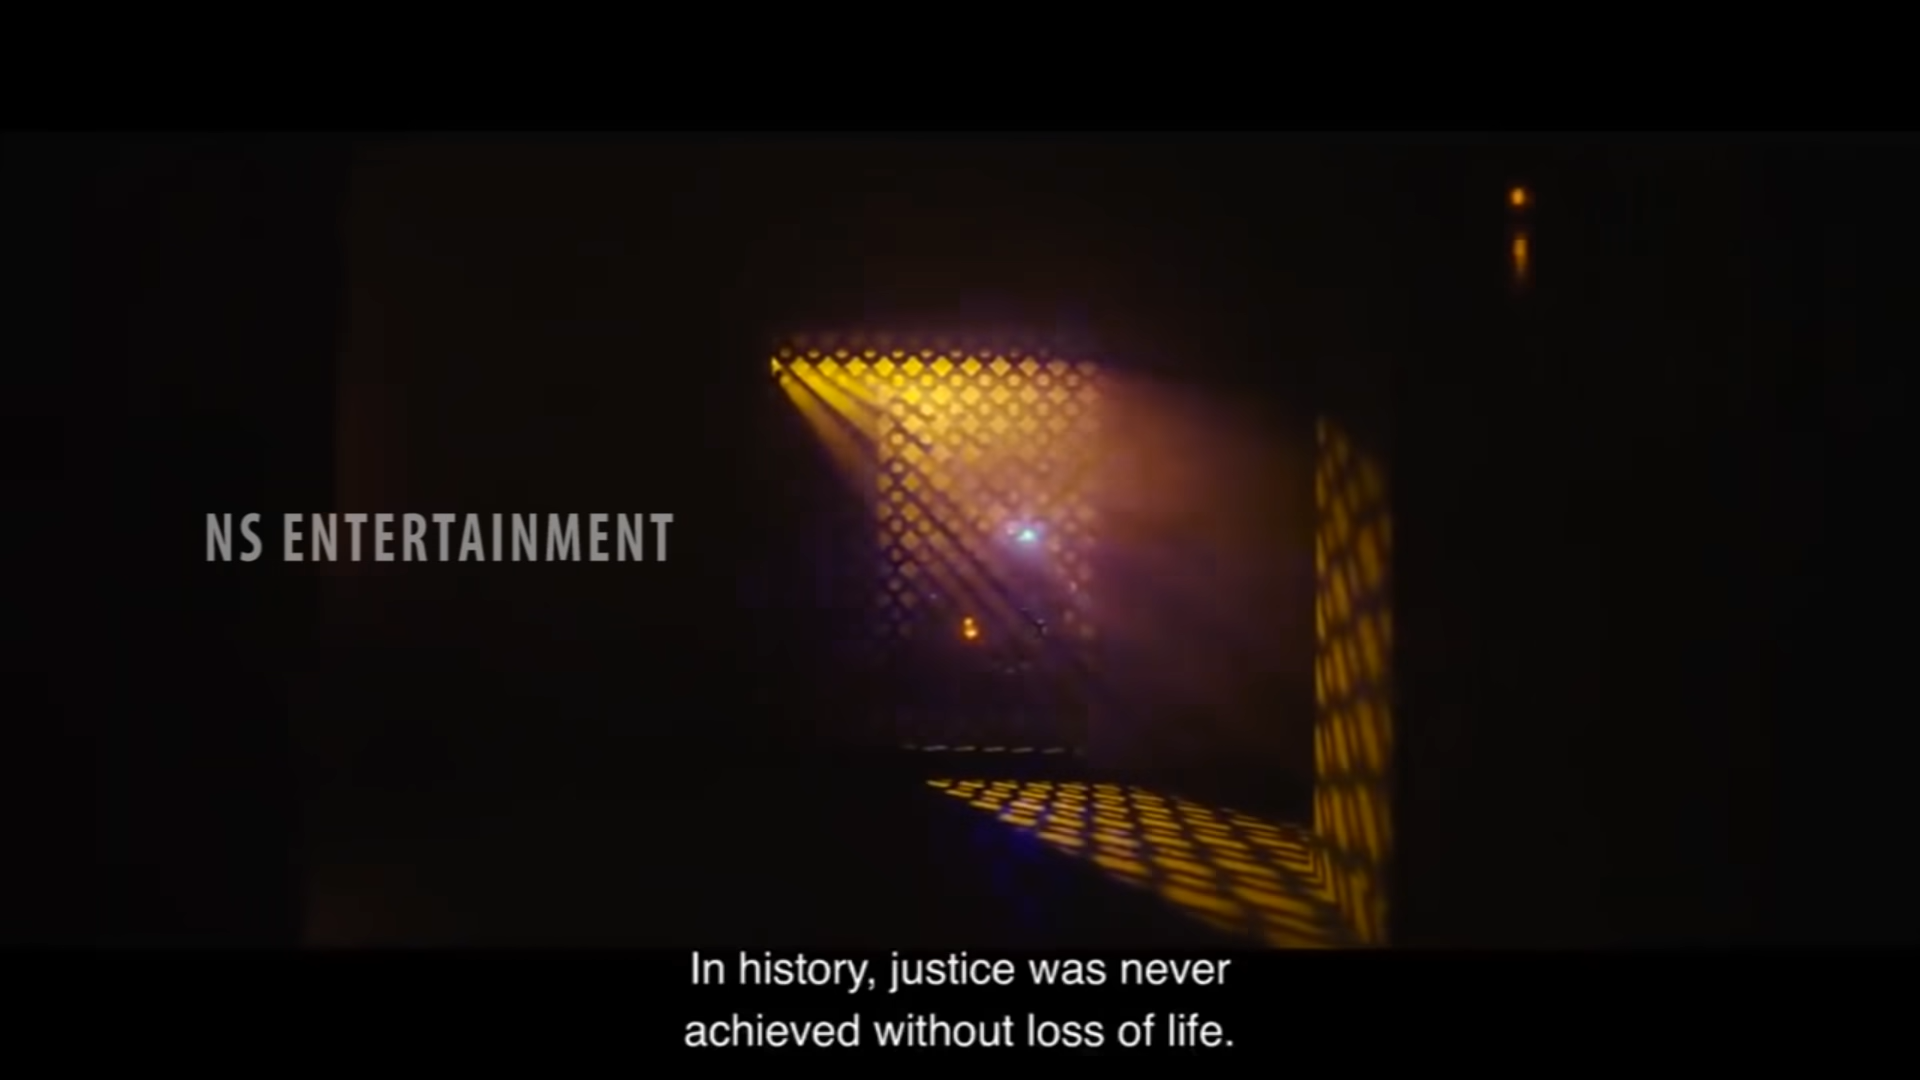 NS ENTERTAINMENT
In history, justice was never
achieved without loss of life.